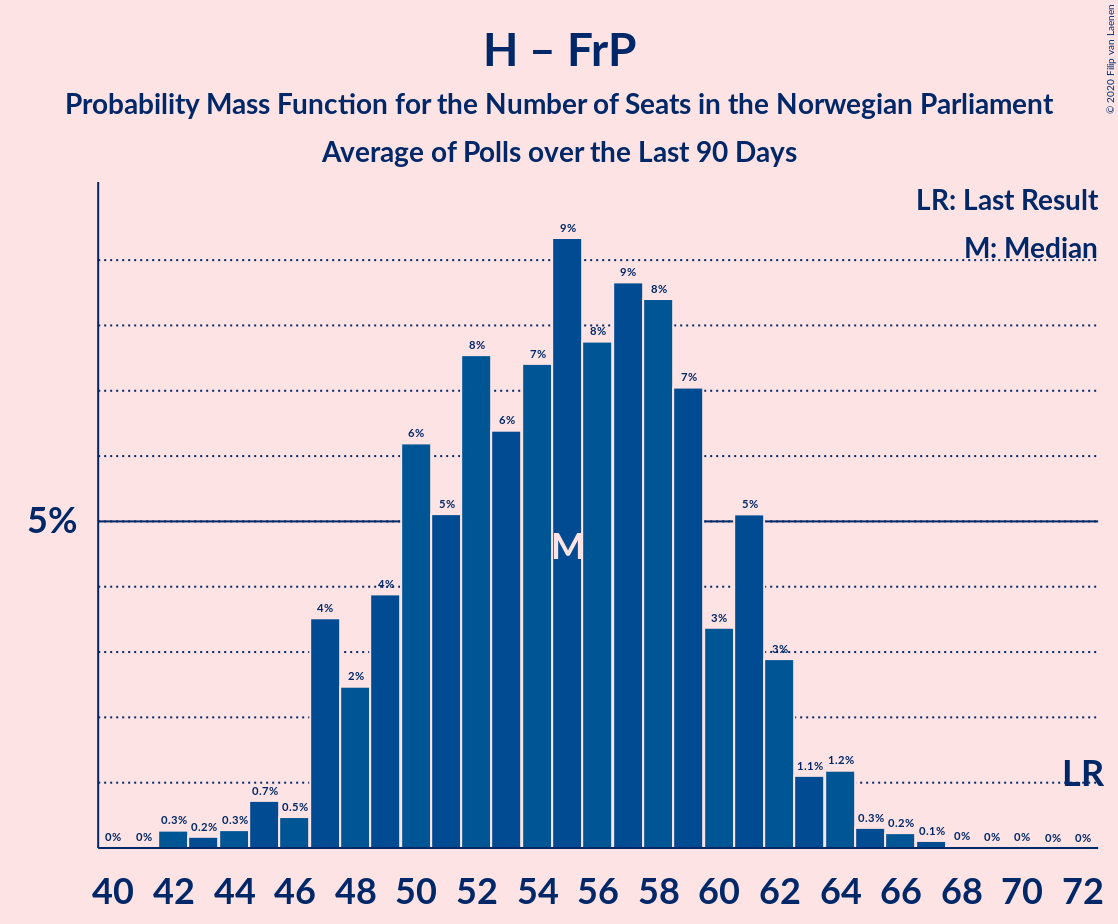 H – FrP
Probability Mass Function for the Number of Seats in the Norwegian Parliament
Average of Polls over the Last 90 Days
© 2020 Filip van Laenen
LR: Last Result
M: Median
5%
0% 0% 0.3% 0.2% 0.3% 0.7% 0.5% 4% 2% 4% 6% 5% 8% 6% 7% 9% 8% 9% 8% 7% 3% 5% 3% 1.1% 1.2% 0.3% 0.2% 0.1% 0% 0% 0% 0% 0%
M
LR
40 42 44 46 48 50 52 54 56 58 60 62 64 66 68 70 72